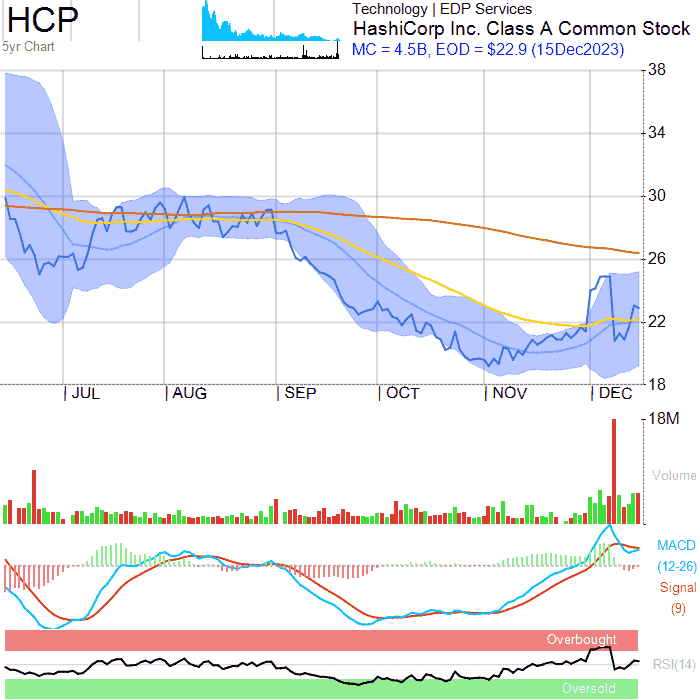 HCP
5yr Chart
Technology | EDP Services
HashiCorp Inc. Class A Common Stock
MC = 4.5B, EOD = $22.9 (15Dec2023)
38
34
30
26
22
18
JUL AUG SEP OCT NOV DEC
18M
Volume
MACD
(12-26)
Signal
(9)
Overbought
RSI(14)
Oversold